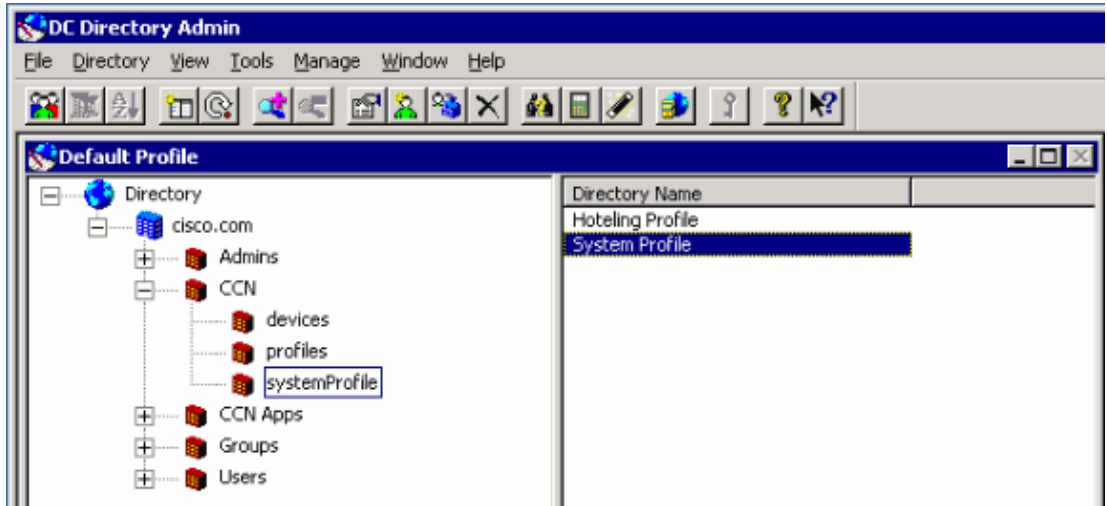 DC Directory Admin
File Directory View Tools Manage Window Help
Default Profile
Directory
cisco.com
Admins
CCN
devices
profiles
systemProfile
CCN Apps
Groups
Users
Directory Name
Hoteling Profile
System Profile